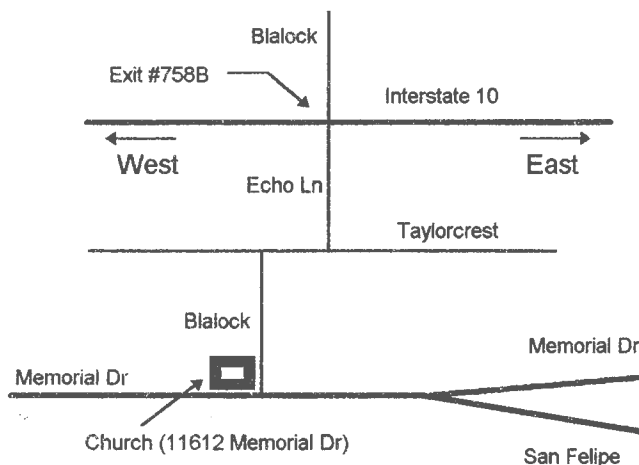 Blalock
Exit #758B
Interstate 10
West
East
Echo Ln
Taylorcrest
Blalock
Memorial Dr
Memorial Dr
Church (11612 Memorial Dr)
San Felipe